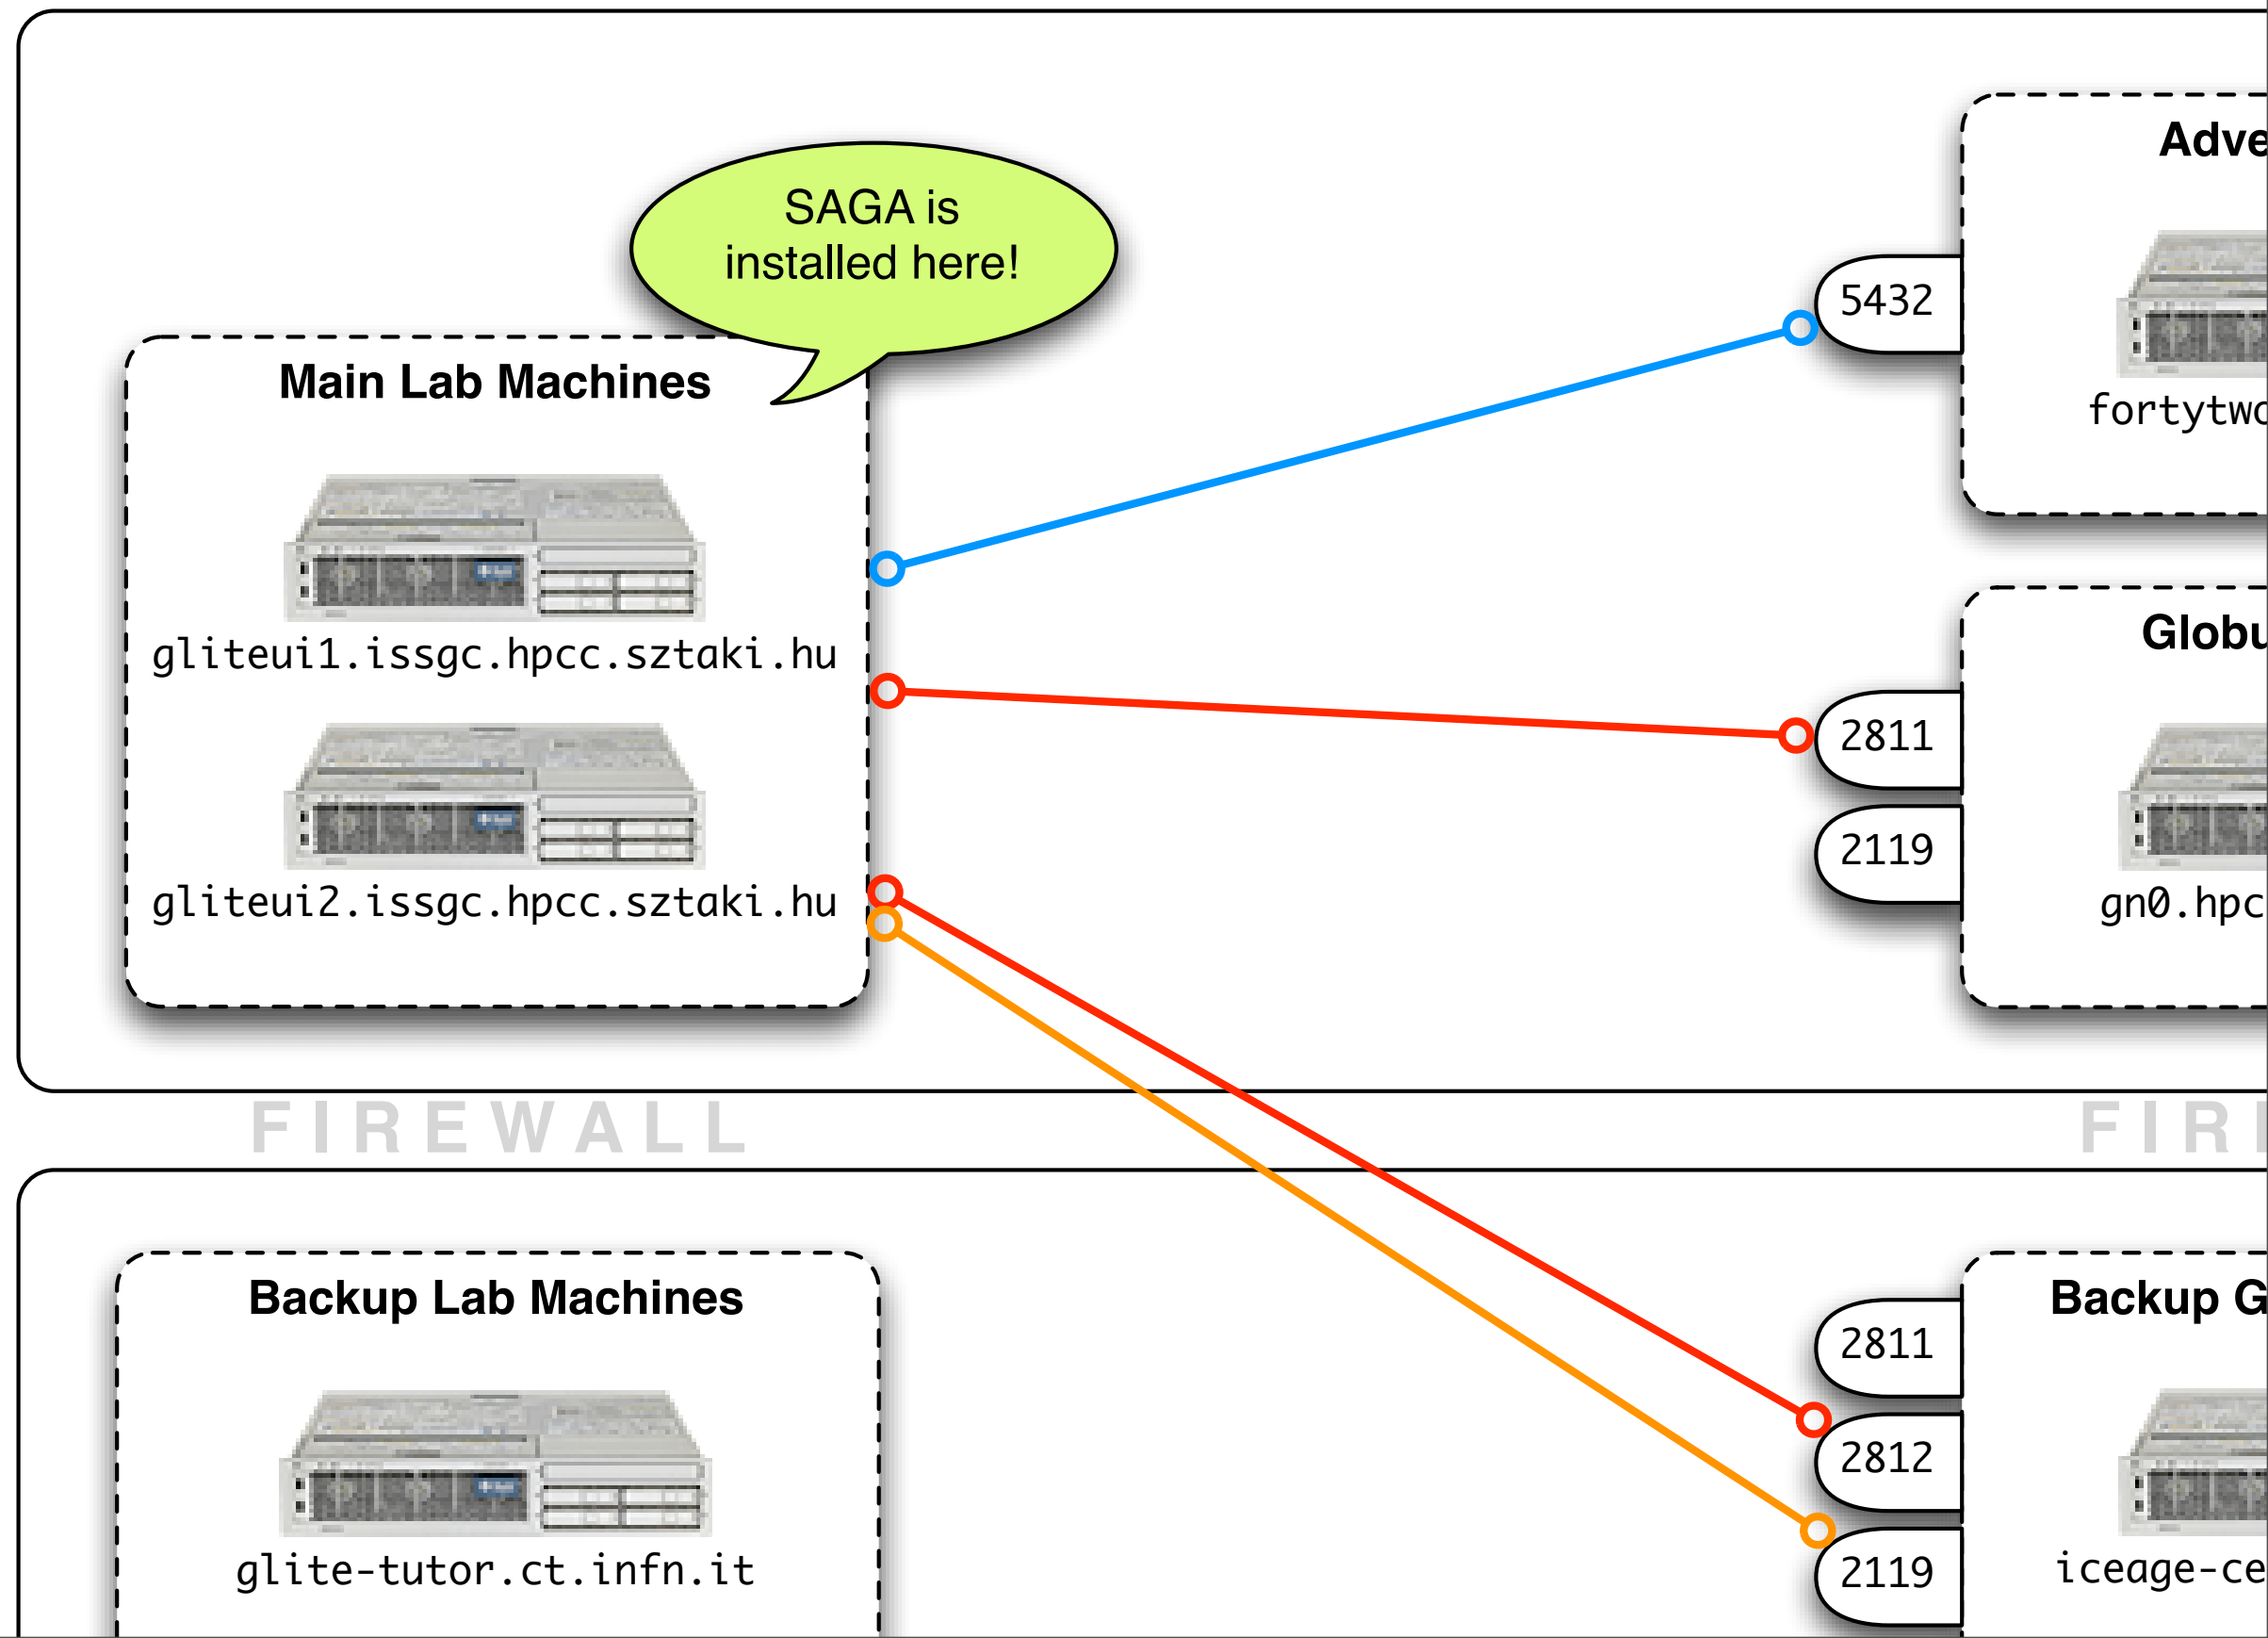 SAGA is
installed here!
Main Lab Machines
gliteui1.issgc.hpcc.sztaki.hu
gliteui2.issgc.hpcc.sztaki.hu
5432
Adve
fortytwo
2811
2119
Globu
gn0.hpc
FIREWALL
FIR
Backup Lab Machines
glite-tutor.ct.infn.it
2811
2812
2119
Backup G
iceage-ce